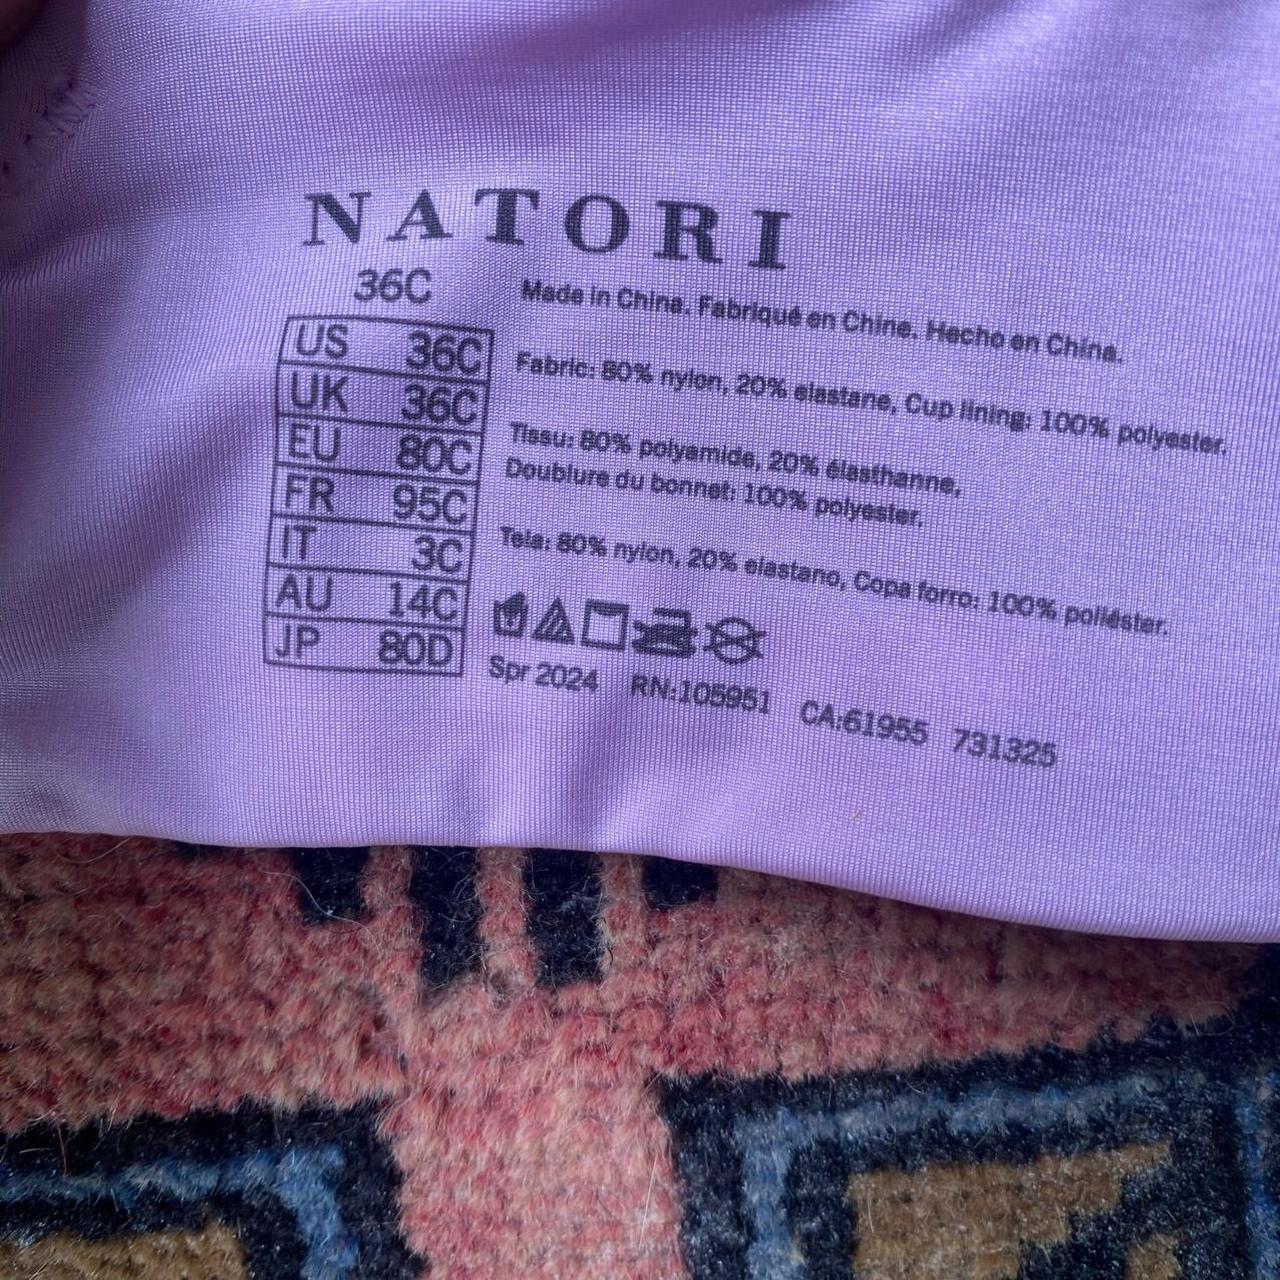 NATORI
36C
US 36C
UK 36C
EU 80C
FR 95C
IT 3C
AU 14C
JP 80D
Made in China. Fabriqué en Chine. Hecho en China.
Fabric: 80% nylon, 20% elastane, Cup lining: 100% polyester.
Tissu: 80% polyamide, 20% élasthanne,
Doublure du bonnet: 100% polyester.
Tela: 80% nylon, 20% elastano, Copa forro: 100% poliéster.
Spr 2024 RN:105951 CA:61955 731325